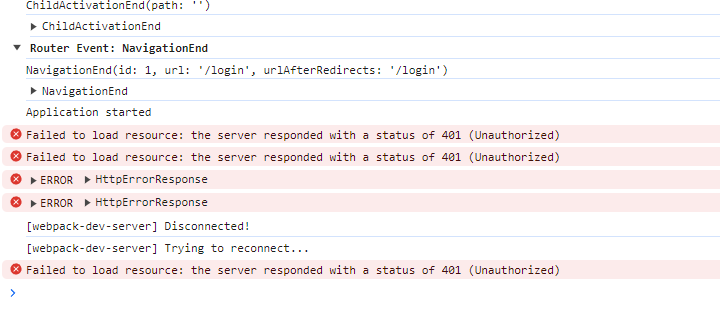 ChildActivationEnd(path: '')
ChildActivationEnd
Router Event: NavigationEnd
NavigationEnd(id: 1, url: '/login', urlAfterRedirects: '/login')
NavigationEnd
Application started
Failed to load resource: the server responded with a status of 401 (Unauthorized)
Failed to load resource: the server responded with a status of 401 (Unauthorized)
ERROR HttpErrorResponse
ERROR HttpErrorResponse
[webpack-dev-server] Disconnected!
[webpack-dev-server] Trying to reconnect...
Failed to load resource: the server responded with a status of 401 (Unauthorized)